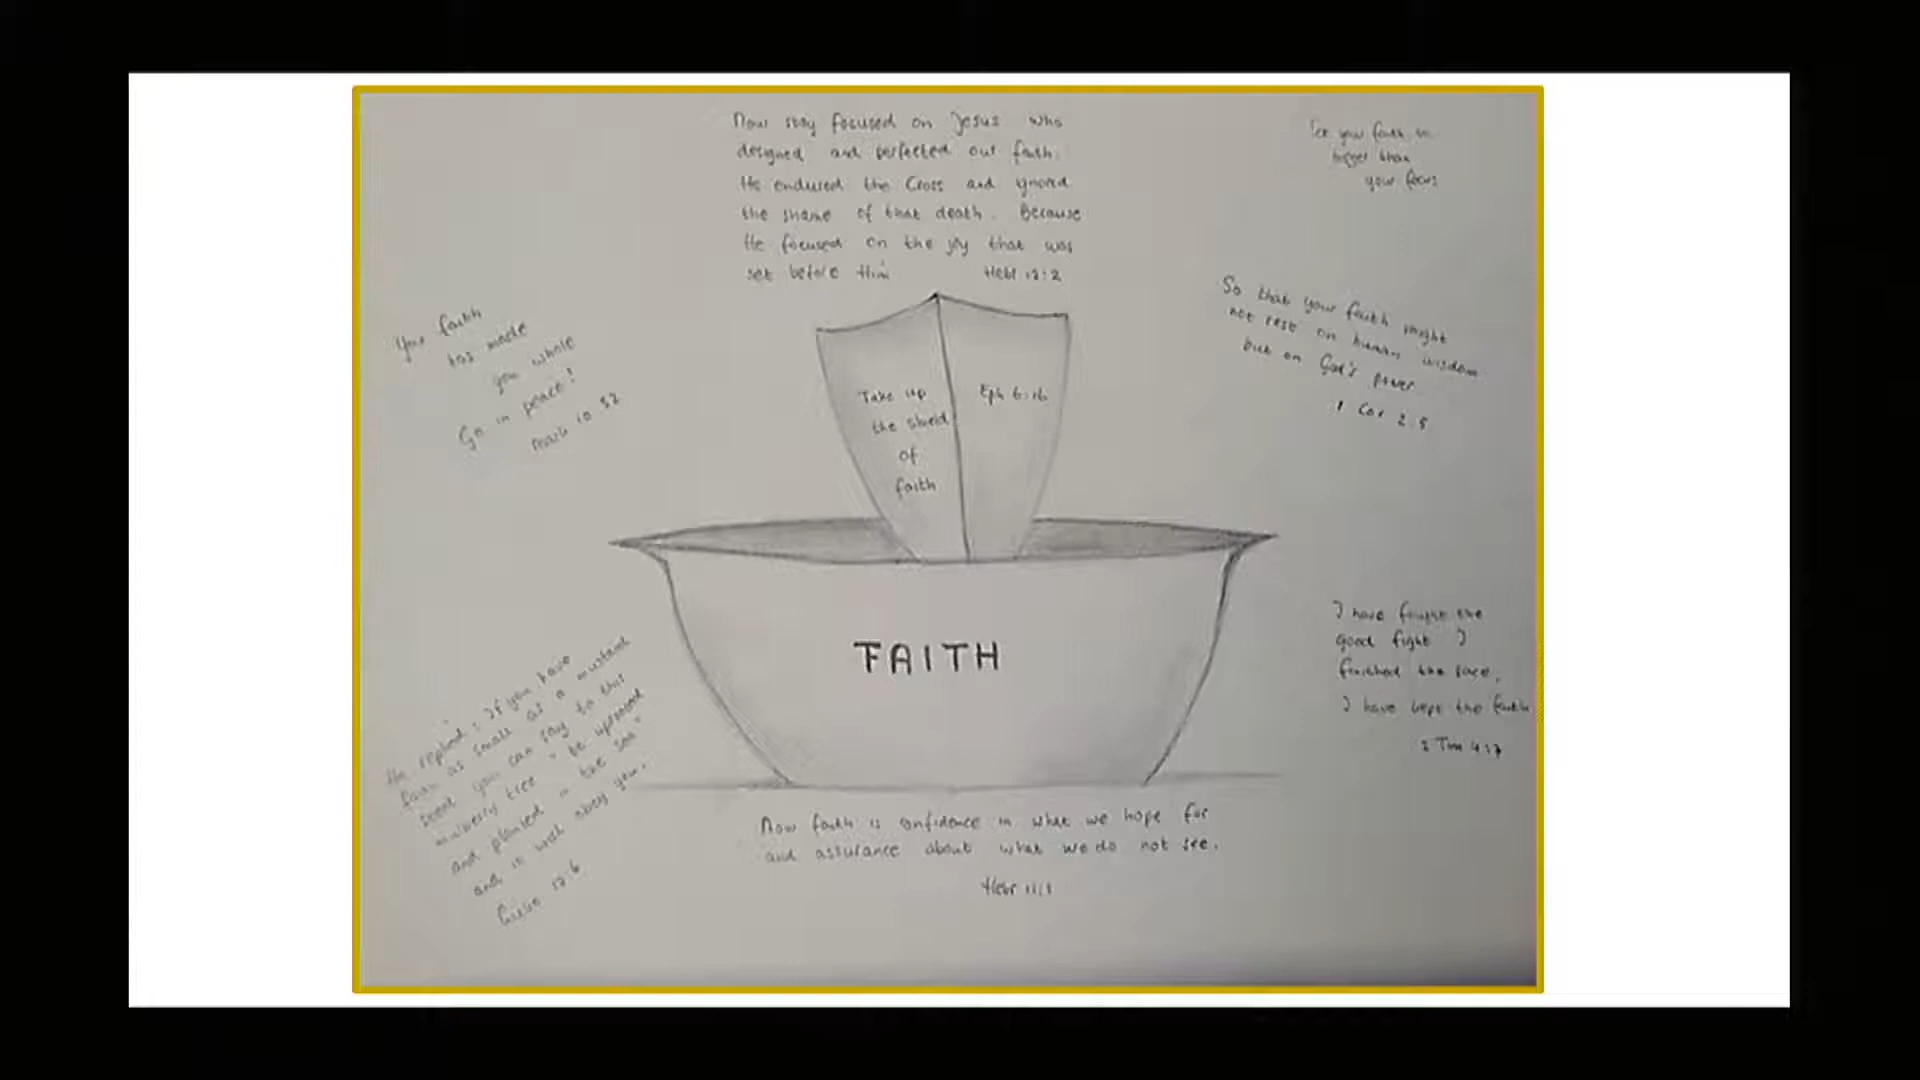 Now stay focused on Jesus who
designed and perfected our faith.
He endured the Cross and ignored
the shame of that death. Because
He focused on the joy that was
set before Him Hebr 12:2
your faith
bigger than
your focus
Your faith
has made
you whole
Go in peace!
Mark 10 52
So that your faith might
not rest on human wisdom
but on God's power
1 Cor 2:5
Take up
the shield
of
faith
Eph 6:16
FAITH
I have fought the
good fight I
finished the race,
I have kept the faith
2 Tim 4:7
He replied: If you have
faith as small as a mustard
seed you can say to this
mulberry tree "be uprooted
and planted in the sea"
and it will obey you.
17:6
Now faith is confidence in what we hope for
and assurance about what we do not see.
Hebr 11:1